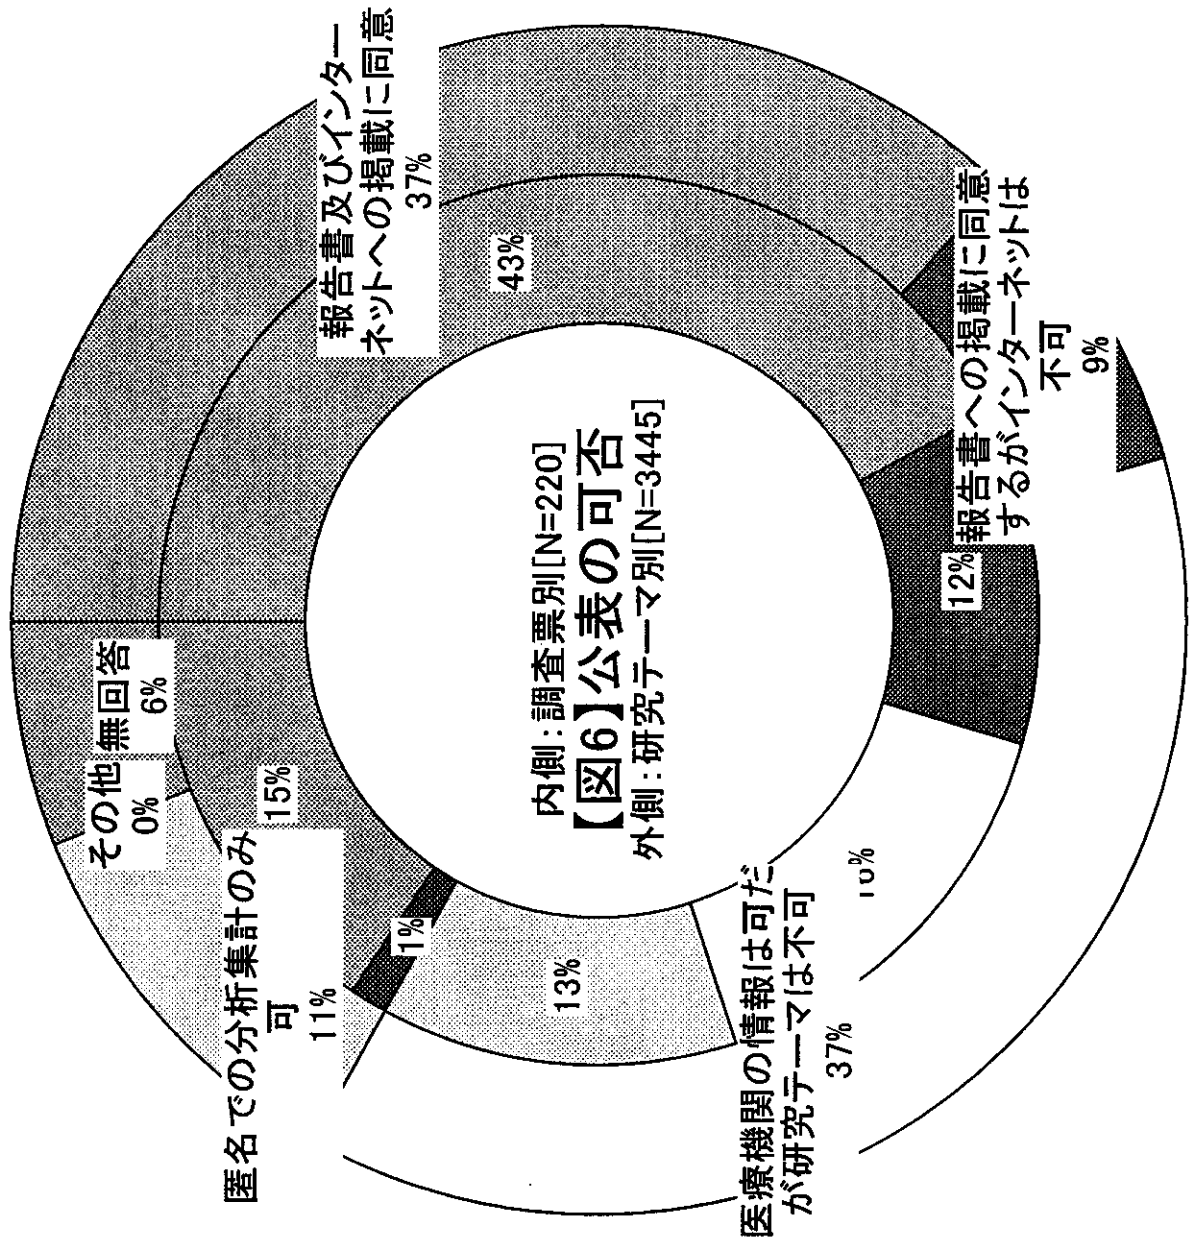 内側：調査票別[N=220]
【図6】公表の可否
外側：研究テーマ別[N=3445]
報告書及びインター
ネットへの掲載に同意
37%
43%
報告書への掲載に同意
するがインターネットは
不可
9%
12%
医療機関の情報は可だ
が研究テーマは不可
37%
匿名での分析集計のみ
可
11%
13%
その他
0%
1%
無回答
6%
15%